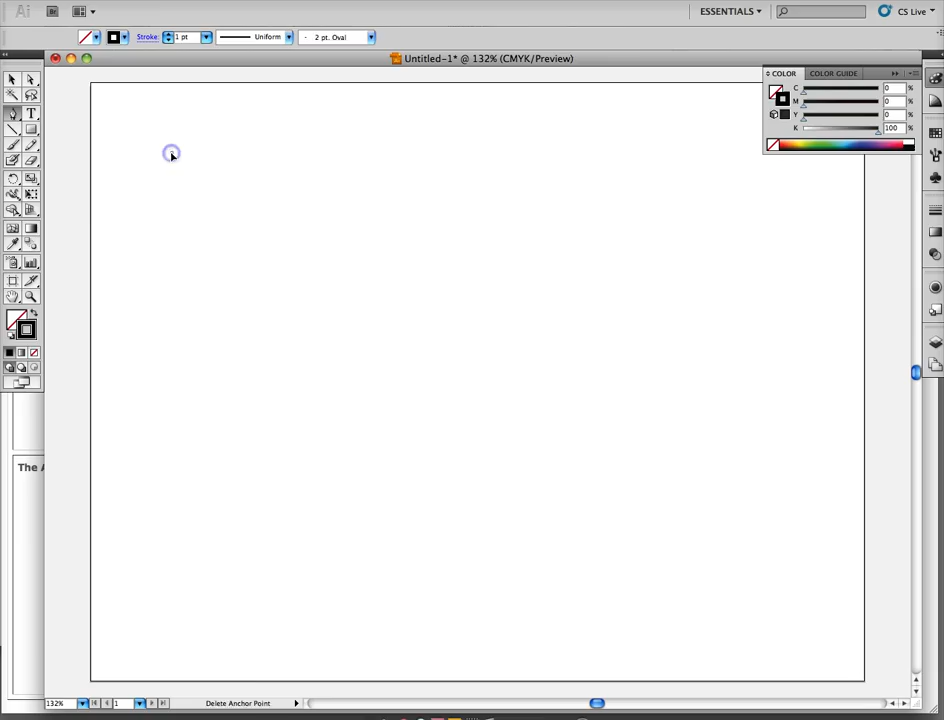 Ai Br ESSENTIALS CS Live
Stroke: 1 pt Uniform 2 pt. Oval
Untitled-1* @ 132% (CMYK/Preview)
COLOR COLOR GUIDE
C 0 %
M 0 %
Y 0 %
K 100 %
T
The A
132% 1 Delete Anchor Point